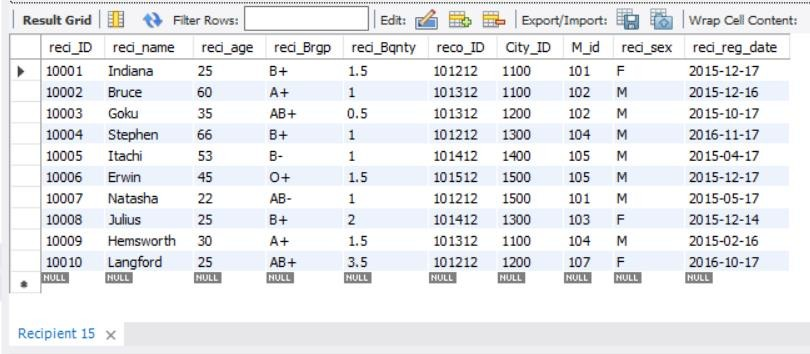 Result Grid Filter Rows: Edit: Export/Import: Wrap Cell Content:
reci_ID reci_name reci_age reci_Brgp reci_Bqnty reco_ID City_ID M_id reci_sex reci_reg_date
10001 Indiana 25 B+ 1.5 101212 1100 101 F 2015-12-17
10002 Bruce 60 A+ 1 101312 1100 102 M 2015-12-16
10003 Goku 35 AB+ 0.5 101312 1200 102 M 2015-10-17
10004 Stephen 66 B+ 1 101212 1300 104 M 2016-11-17
10005 Itachi 53 B- 1 101412 1400 105 M 2015-04-17
10006 Erwin 45 O+ 1.5 101512 1500 105 M 2015-12-17
10007 Natasha 22 AB- 1 101212 1500 101 M 2015-05-17
10008 Julius 25 B+ 2 101412 1300 103 F 2015-12-14
10009 Hemsworth 30 A+ 1.5 101312 1100 104 M 2015-02-16
10010 Langford 25 AB+ 3.5 101212 1200 107 F 2016-10-17
NULL NULL NULL NULL NULL NULL NULL NULL NULL NULL
Recipient 15